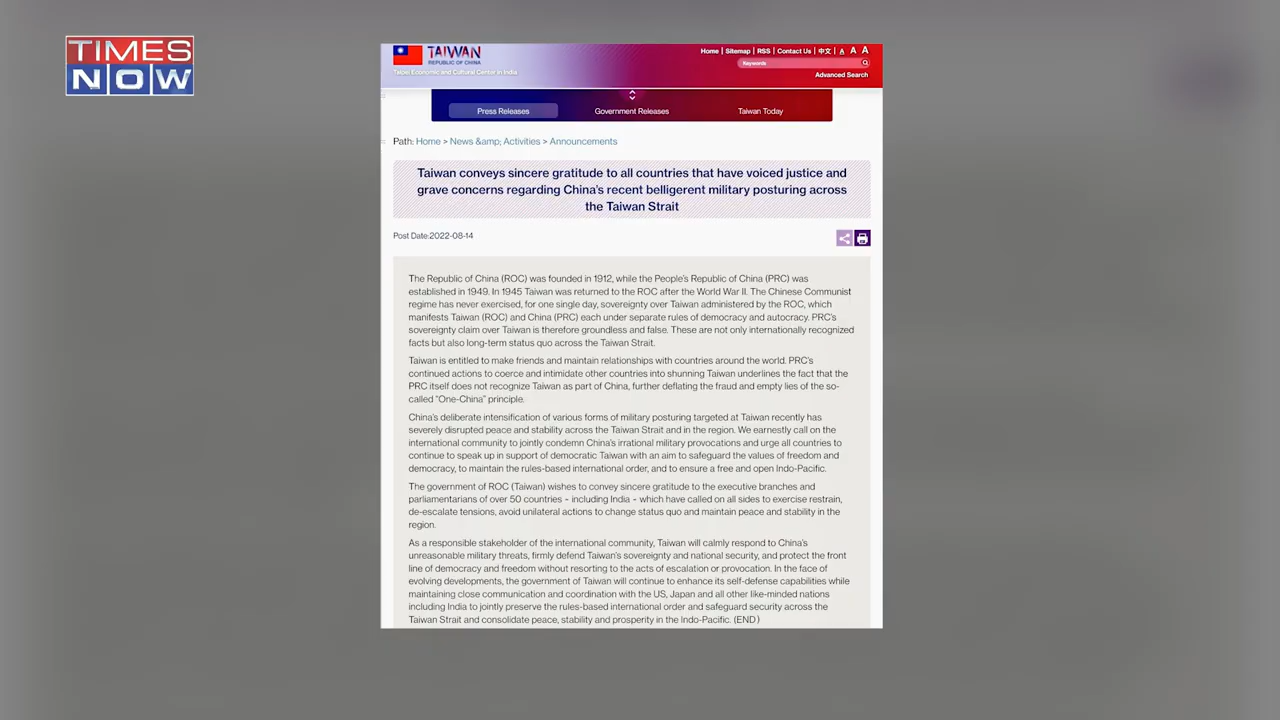 TIMES
NOW
TAIWAN
REPUBLIC OF CHINA
Taipei Economic and Cultural Center in India
Home | Sitemap | RSS | Contact Us | 中文 | A A A
Keywords
Advanced Search
Press Releases Government Releases Taiwan Today
Path: Home > News &amp; Activities > Announcements
Taiwan conveys sincere gratitude to all countries that have voiced justice and
grave concerns regarding China's recent belligerent military posturing across
the Taiwan Strait
Post Date:2022-08-14
The Republic of China (ROC) was founded in 1912, while the People's Republic of China (PRC) was
established in 1949. In 1945 Taiwan was returned to the ROC after the World War II. The Chinese Communist
regime has never exercised, for one single day, sovereignty over Taiwan administered by the ROC, which
manifests Taiwan (ROC) and China (PRC) each under separate rules of democracy and autocracy. PRC's
sovereignty claim over Taiwan is therefore groundless and false. These are not only internationally recognized
facts but also long-term status quo across the Taiwan Strait.
Taiwan is entitled to make friends and maintain relationships with countries around the world. PRC's
continued actions to coerce and intimidate other countries into shunning Taiwan underlines the fact that the
PRC itself does not recognize Taiwan as part of China, further deflating the fraud and empty lies of the so-
called "One-China" principle.
China's deliberate intensification of various forms of military posturing targeted at Taiwan recently has
severely disrupted peace and stability across the Taiwan Strait and in the region. We earnestly call on the
international community to jointly condemn China's irrational military provocations and urge all countries to
continue to speak up in support of democratic Taiwan with an aim to safeguard the values of freedom and
democracy, to maintain the rules-based international order, and to ensure a free and open Indo-Pacific.
The government of ROC (Taiwan) wishes to convey sincere gratitude to the executive branches and
parliamentarians of over 50 countries - including India - which have called on all sides to exercise restrain,
de-escalate tensions, avoid unilateral actions to change status quo and maintain peace and stability in the
region.
As a responsible stakeholder of the international community, Taiwan will calmly respond to China's
unreasonable military threats, firmly defend Taiwan's sovereignty and national security, and protect the front
line of democracy and freedom without resorting to the acts of escalation or provocation. In the face of
evolving developments, the government of Taiwan will continue to enhance its self-defense capabilities while
maintaining close communication and coordination with the US, Japan and all other like-minded nations
including India to jointly preserve the rules-based international order and safeguard security across the
Taiwan Strait and consolidate peace, stability and prosperity in the Indo-Pacific. (END)